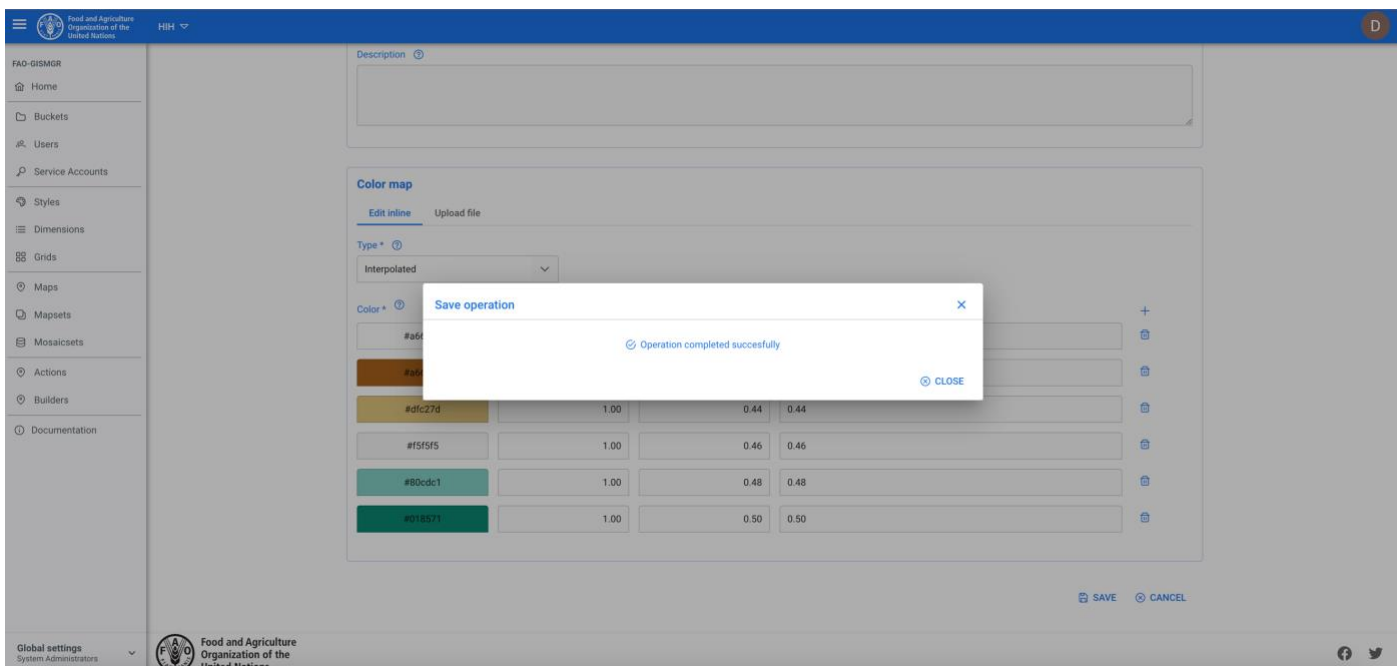 Food and Agriculture
Organization of the
United Nations
HIH
D
FAO-GISMGR
Home
Buckets
Users
Service Accounts
Styles
Dimensions
Grids
Maps
Mapsets
Mosaicsets
Actions
Builders
Documentation
Global settings
System Administrators
Description
Color map
Edit inline Upload file
Type *
Interpolated
Color *
Save operation
Operation completed succesfully
CLOSE
#dfc27d 1.00 0.44 0.44
#f5f5f5 1.00 0.46 0.46
#80cdc1 1.00 0.48 0.48
#018571 1.00 0.50 0.50
SAVE CANCEL
Food and Agriculture
Organization of the
United Nations